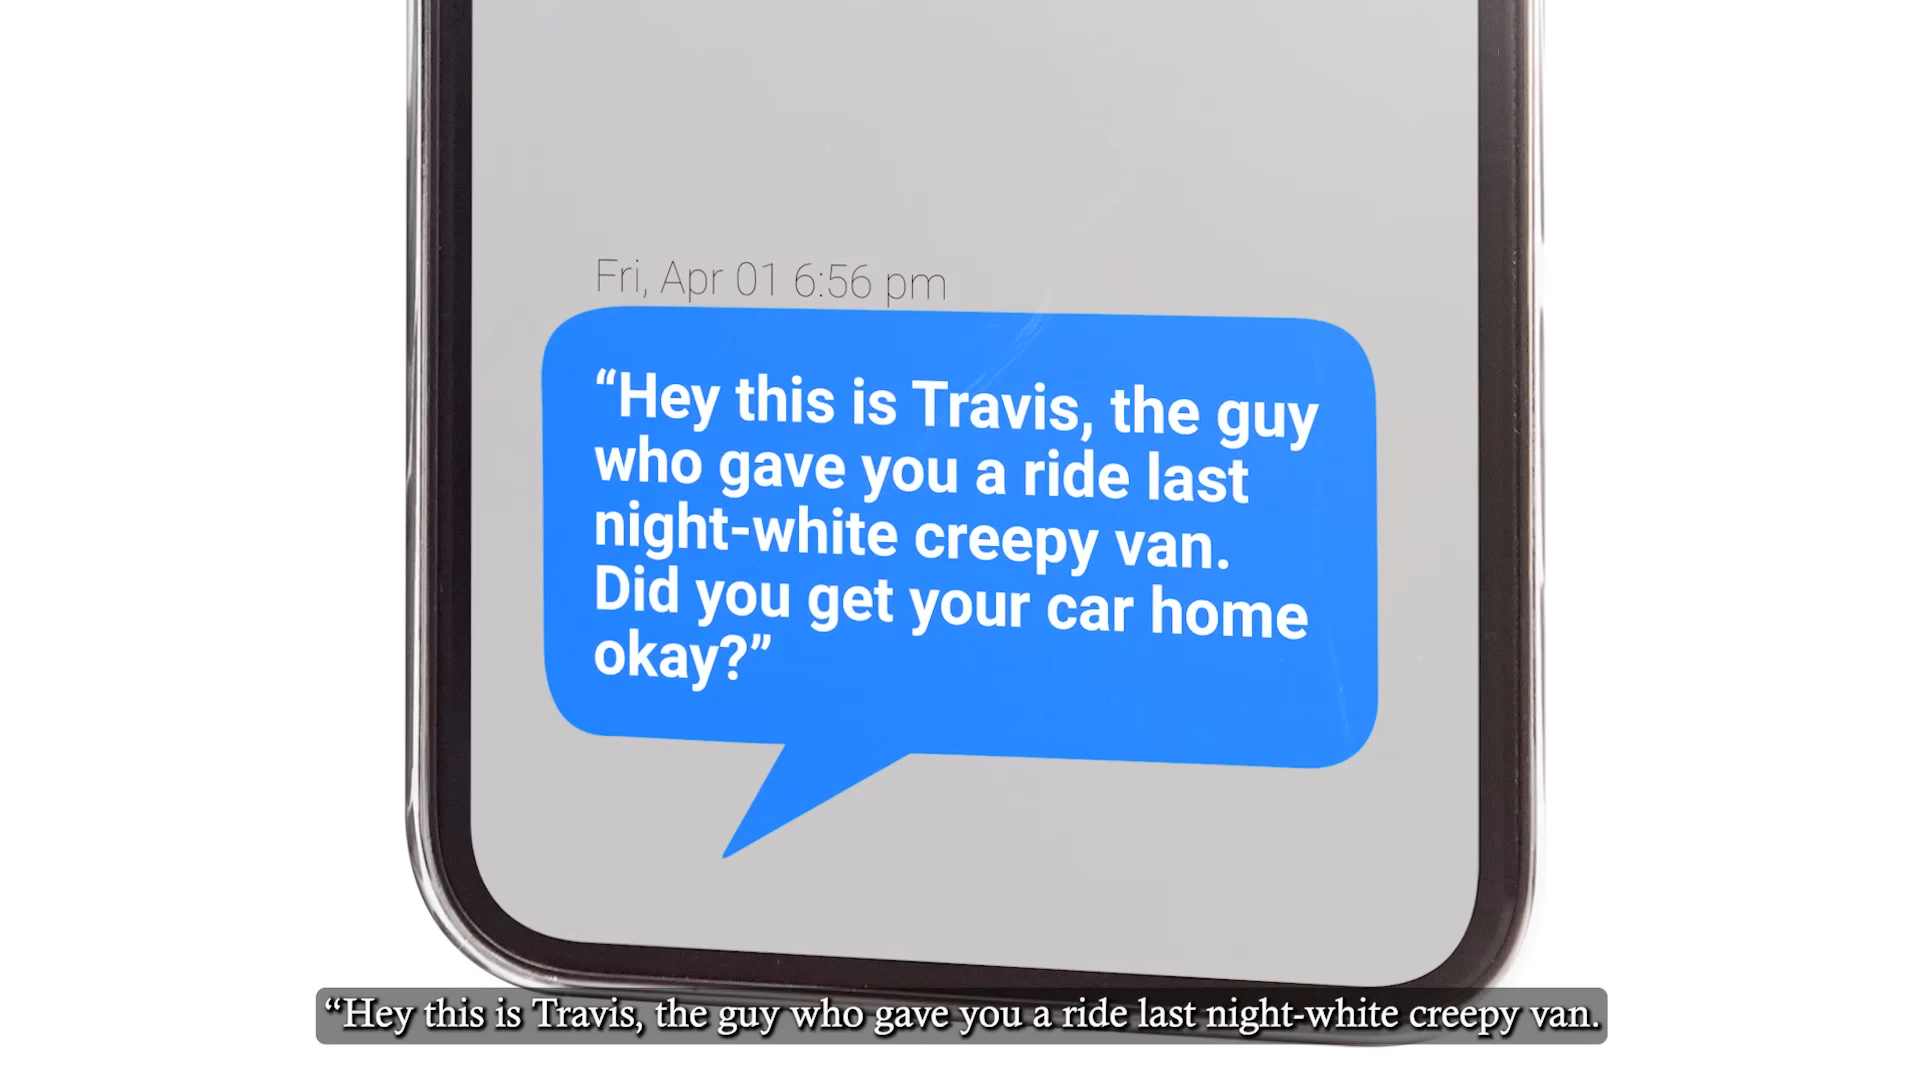 Fri, Apr 01 6:56 pm
“Hey this is Travis, the guy
who gave you a ride last
night-white creepy van.
Did you get your car home
okay?”
“Hey this is Travis, the guy who gave you a ride last night-white creepy van.